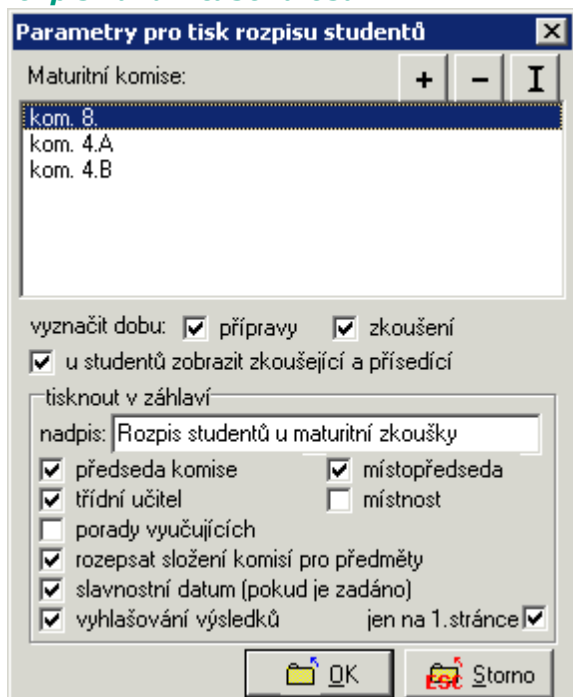 Parametry pro tisk rozpisu studentů
Maturitní komise: + - I
kom. 8.
kom. 4.A
kom. 4.B
vyznačit dobu: přípravy zkoušení
u studentů zobrazit zkoušející a přísedící
tisknout v záhlaví
nadpis: Rozpis studentů u maturitní zkoušky
předseda komise místopředseda
třídní učitel místnost
porady vyučujících
rozepsat složení komisí pro předměty
slavnostní datum (pokud je zadáno)
vyhlašování výsledků jen na 1.stránce
OK ESC Storno